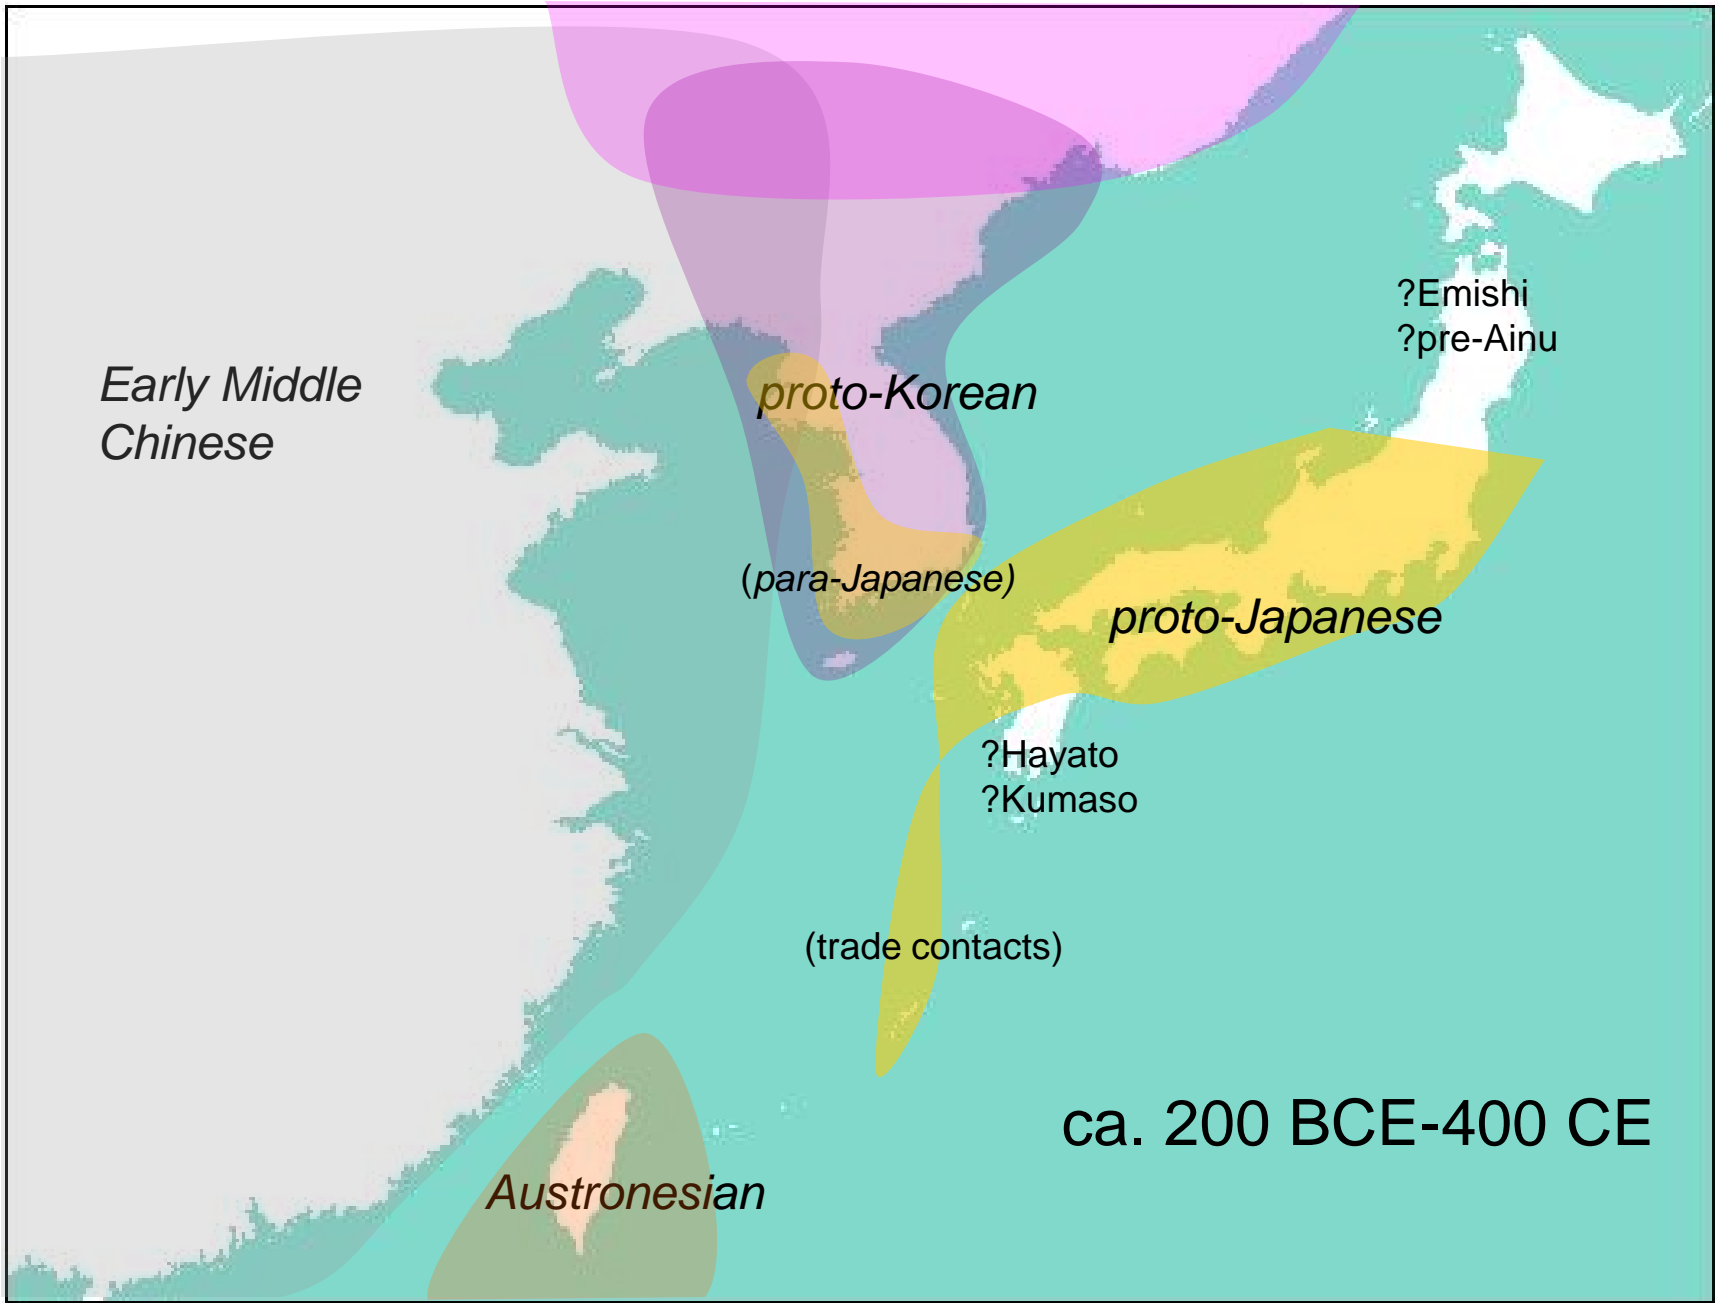 ?Emishi
?pre-Ainu
Early Middle
Chinese
proto-Korean
(para-Japanese)
proto-Japanese
?Hayato
?Kumaso
(trade contacts)
ca. 200 BCE-400 CE
Austronesian